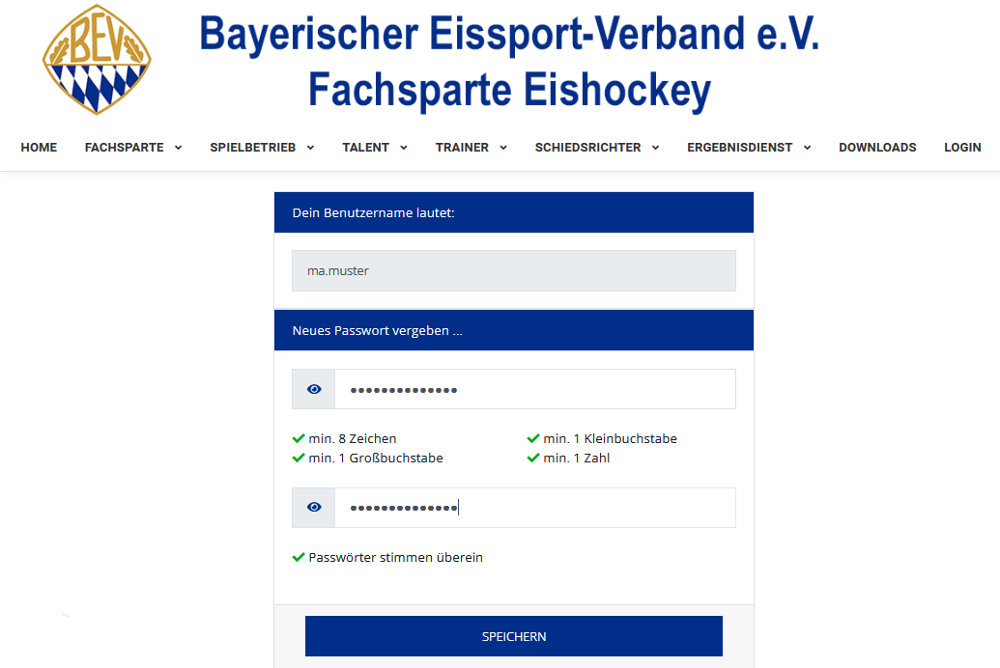 BEV
Bayerischer Eissport-Verband e.V.
Fachsparte Eishockey
HOME FACHSPARTE SPIELBETRIEB TALENT TRAINER SCHIEDSRICHTER ERGEBNISDIENST DOWNLOADS LOGIN
Dein Benutzername lautet:
ma.muster
Neues Passwort vergeben ...
••••••••••••••
min. 8 Zeichen min. 1 Kleinbuchstabe
min. 1 Großbuchstabe min. 1 Zahl
••••••••••••••
Passwörter stimmen überein
SPEICHERN